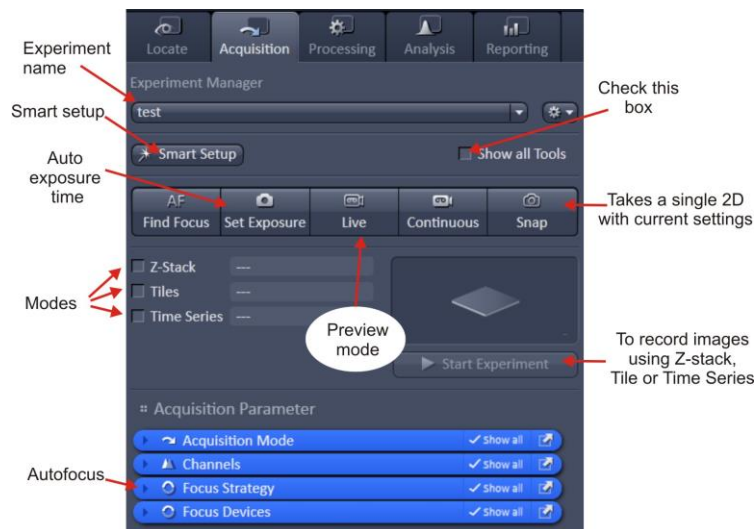 Locate
Acquisition
Processing
Analysis
Reporting
Experiment
name
Experiment Manager
test
Check this
box
Smart setup
Smart Setup
Show all Tools
Auto
exposure
time
AF
Find Focus
Set Exposure
Live
Continuous
Snap
Takes a single 2D
with current settings
Modes
Z-Stack ---
Tiles ---
Time Series ---
Preview
mode
Start Experiment
To record images
using Z-stack,
Tile or Time Series
Acquisition Parameter
Acquisition Mode Show all
Channels Show all
Autofocus
Focus Strategy Show all
Focus Devices Show all